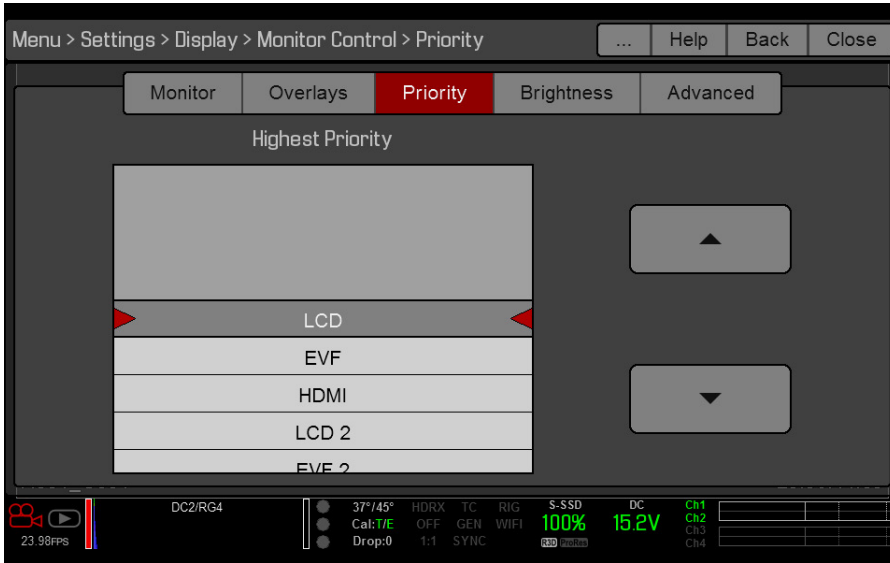 Menu > Settings > Display > Monitor Control > Priority
... Help Back Close
Monitor Overlays Priority Brightness Advanced
Highest Priority
LCD
EVF
HDMI
LCD 2
EVF 2
DC2/RG4 37°/45° HDRX TC RIG S-SSD DC Ch1
Cal:T/E OFF GEN WIFI 100% 15.2V Ch2
Ch3
23.98FPS Drop:0 1:1 SYNC R3D ProRes Ch4